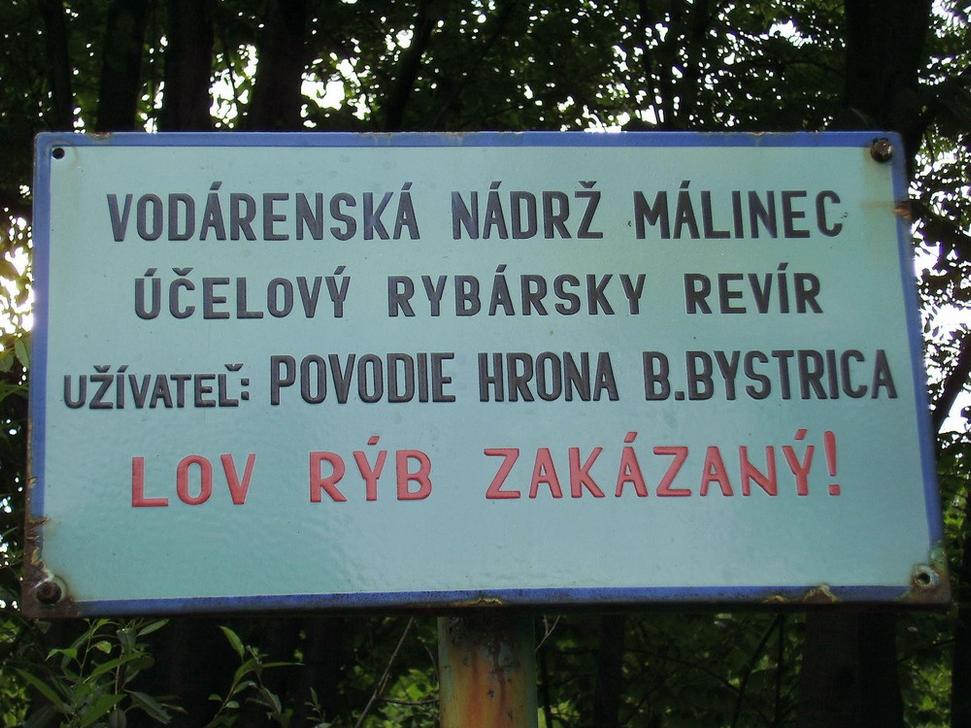 VODÁRENSKÁ NÁDRŽ MÁLINEC
ÚČELOVÝ RYBÁRSKY REVÍR
UŽÍVATEĽ: POVODIE HRONA B.BYSTRICA
LOV RÝB ZAKÁZANÝ!